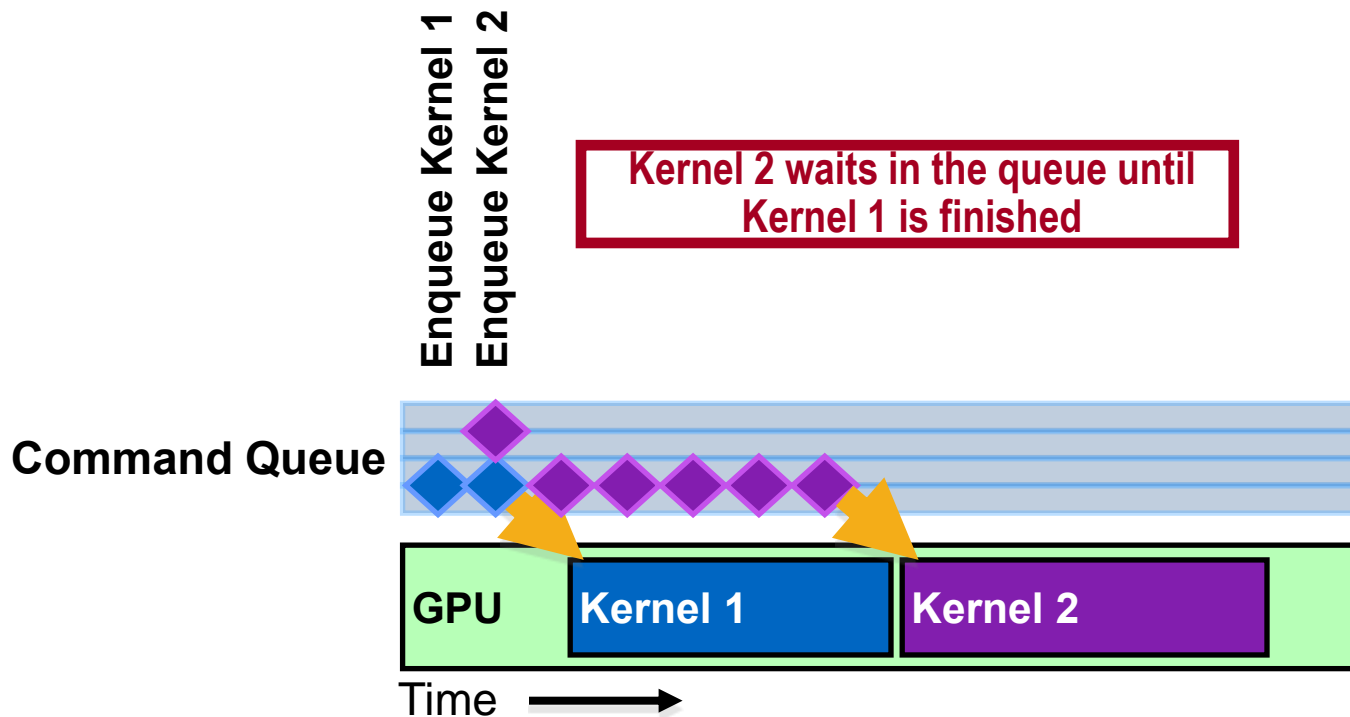 Enqueue Kernel 1
Enqueue Kernel 2
Kernel 2 waits in the queue until
Kernel 1 is finished
Command Queue
GPU
Kernel 1
Kernel 2
Time